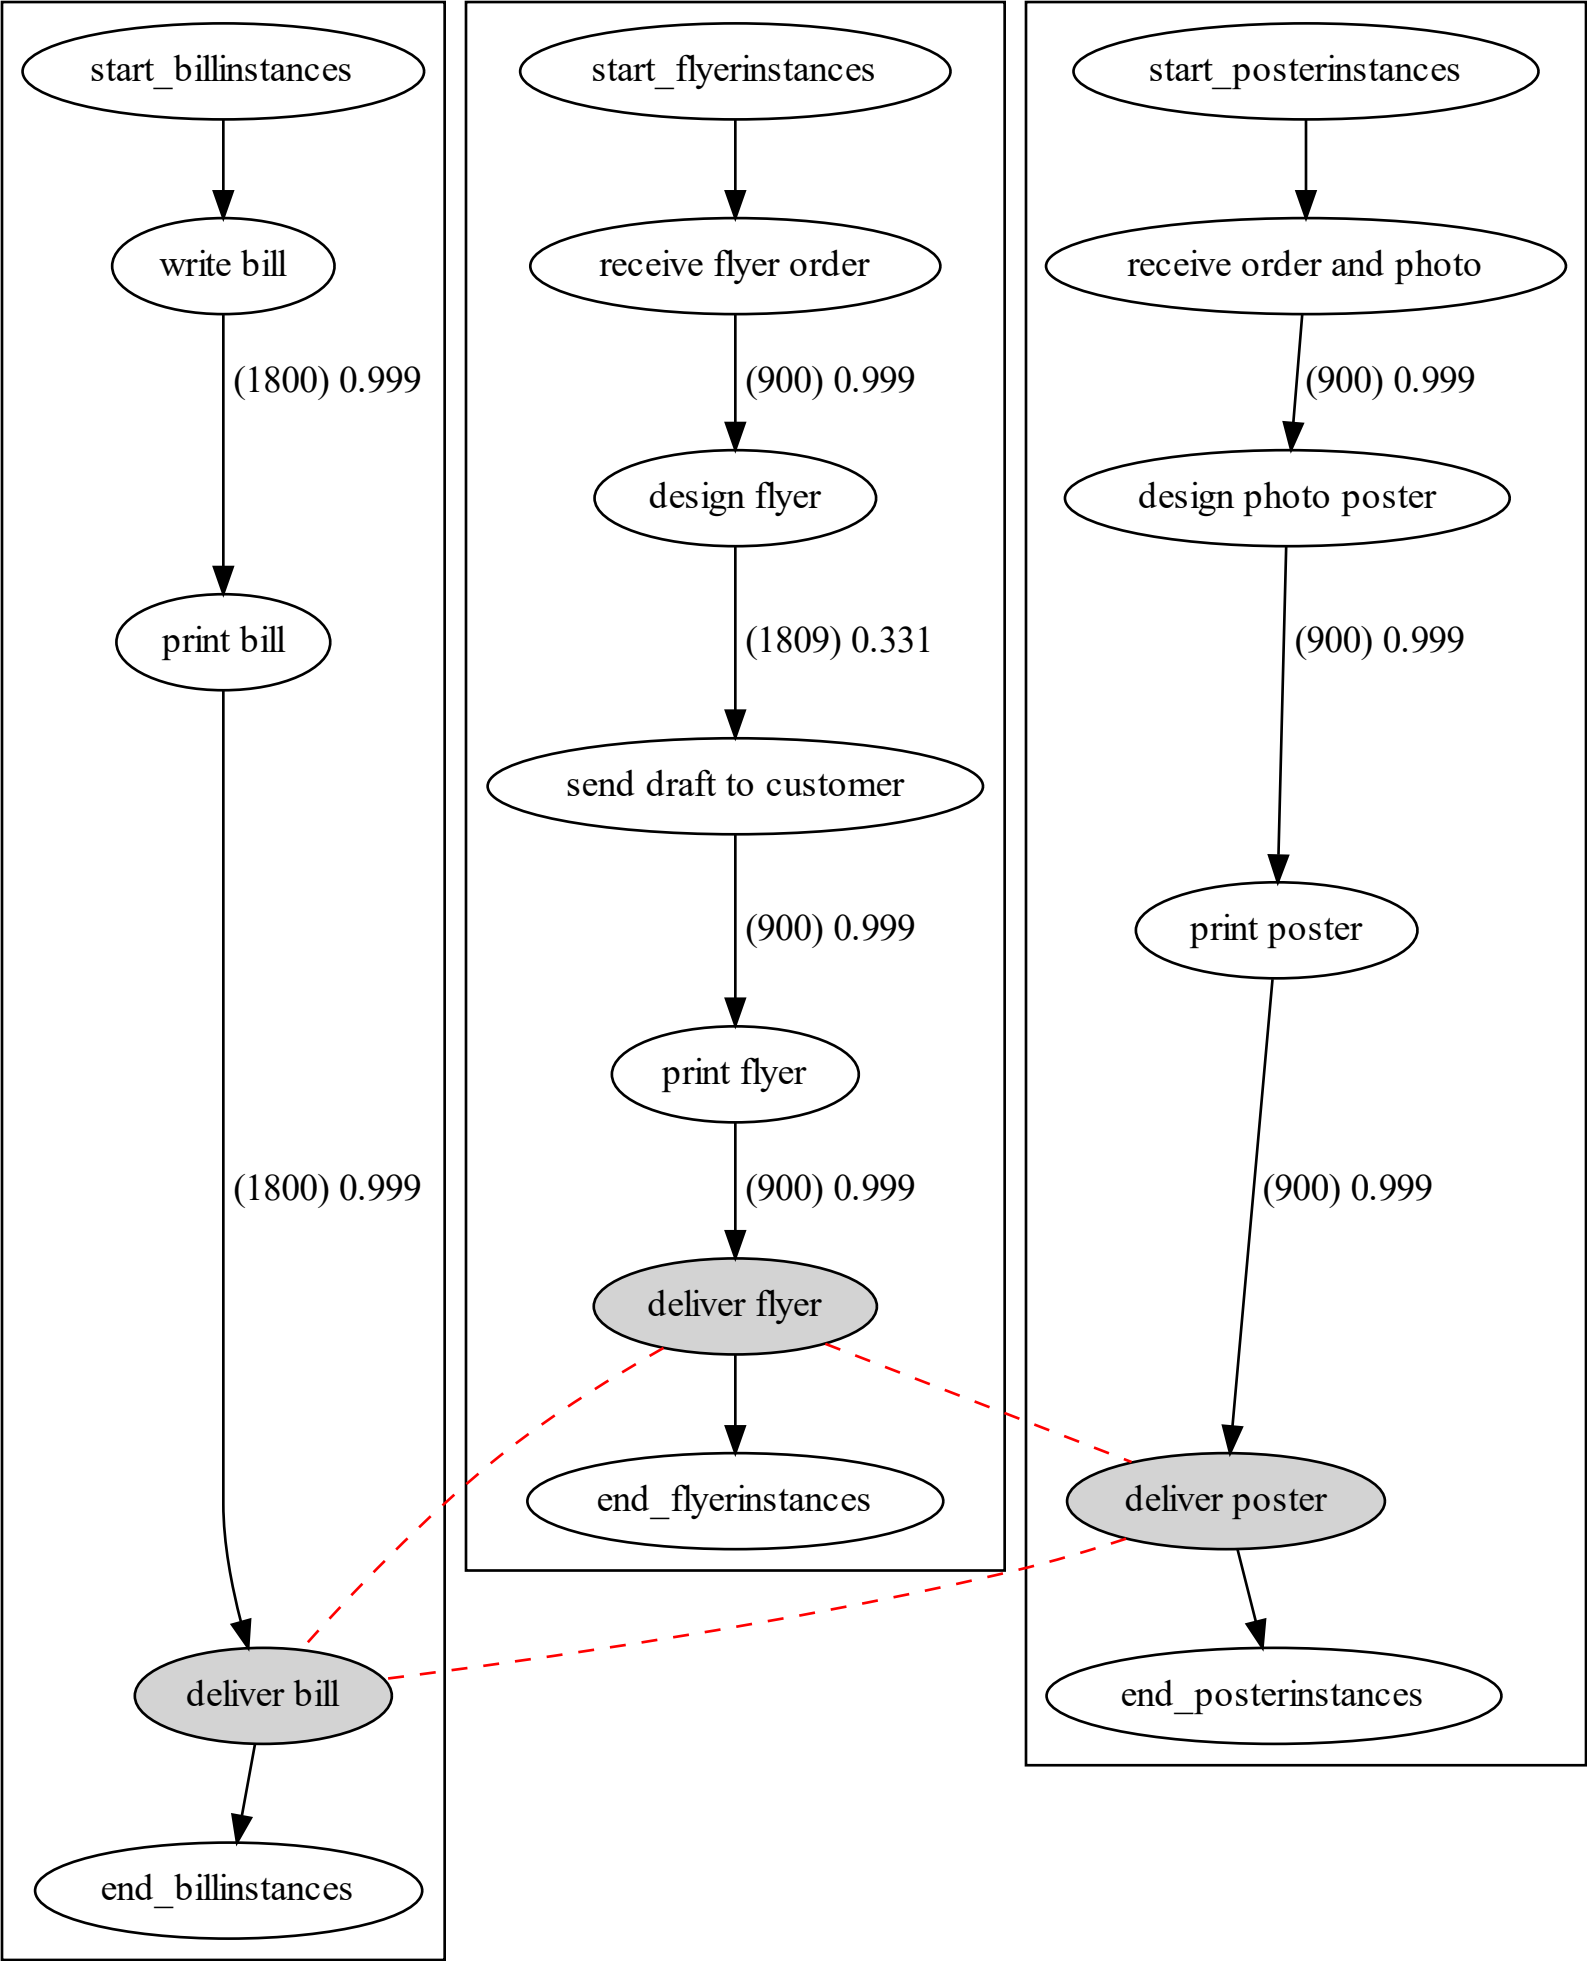 start_billinstances
write bill
(1800) 0.999
print bill
(1800) 0.999
deliver bill
end_billinstances
start_flyerinstances
receive flyer order
(900) 0.999
design flyer
(1809) 0.331
send draft to customer
(900) 0.999
print flyer
(900) 0.999
deliver flyer
end_flyerinstances
start_posterinstances
receive order and photo
(900) 0.999
design photo poster
(900) 0.999
print poster
(900) 0.999
deliver poster
end_posterinstances